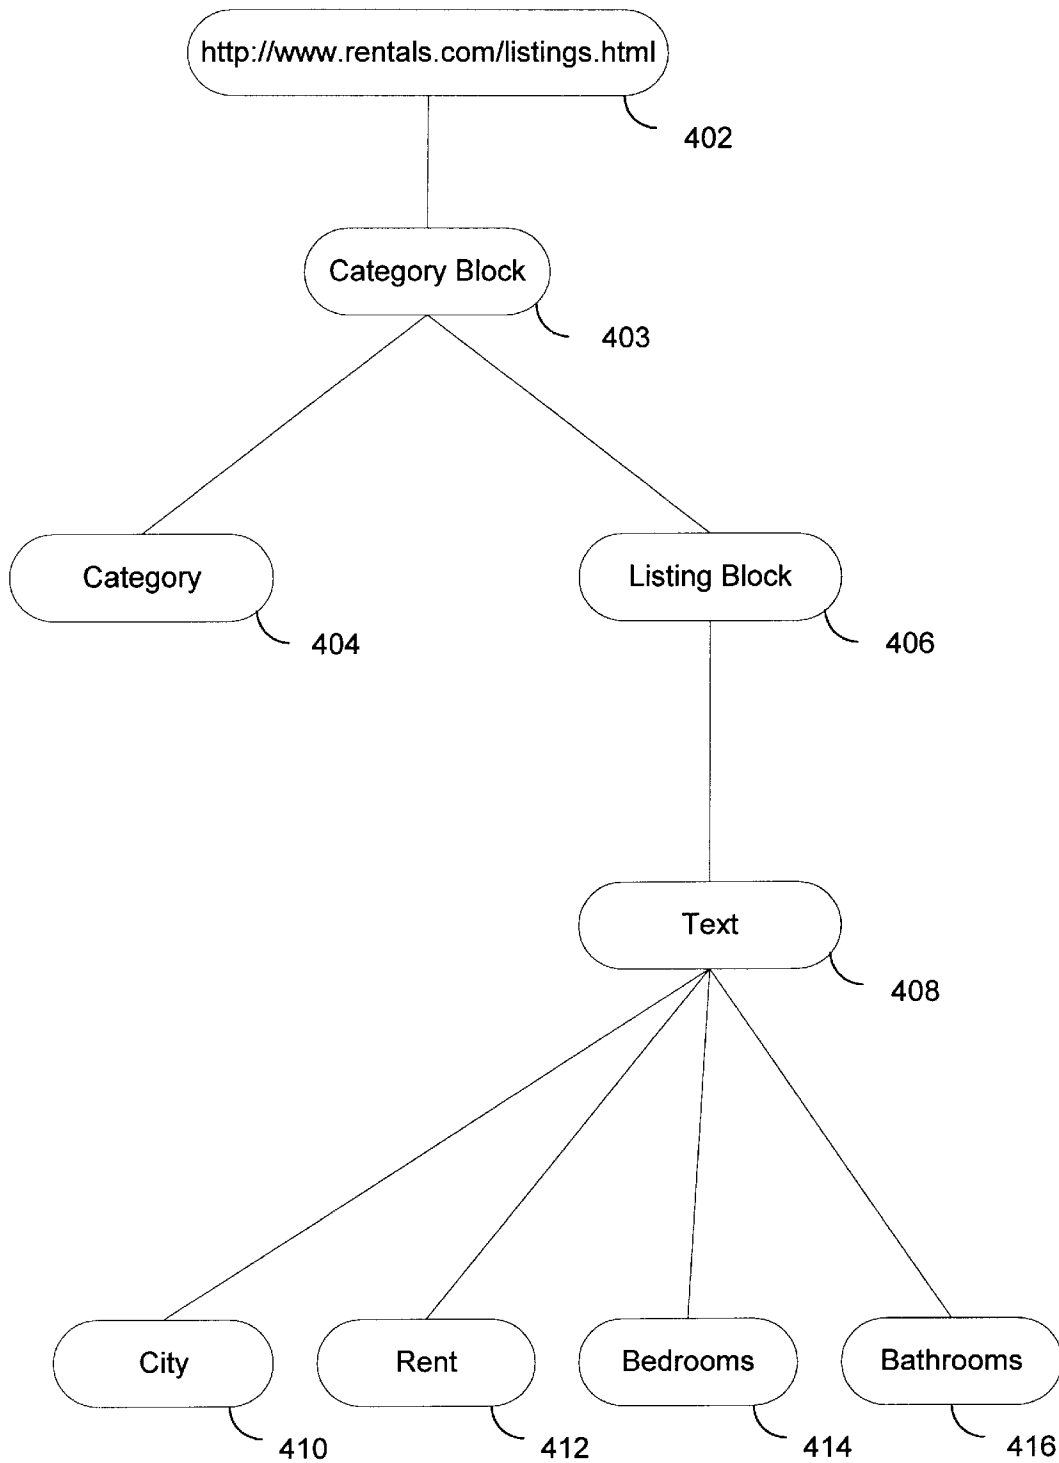 http://www.rentals.com/listings.html
402
Category Block
403
Category
404
Listing Block
406
Text
408
City
410
Rent
412
Bedrooms
414
Bathrooms
416